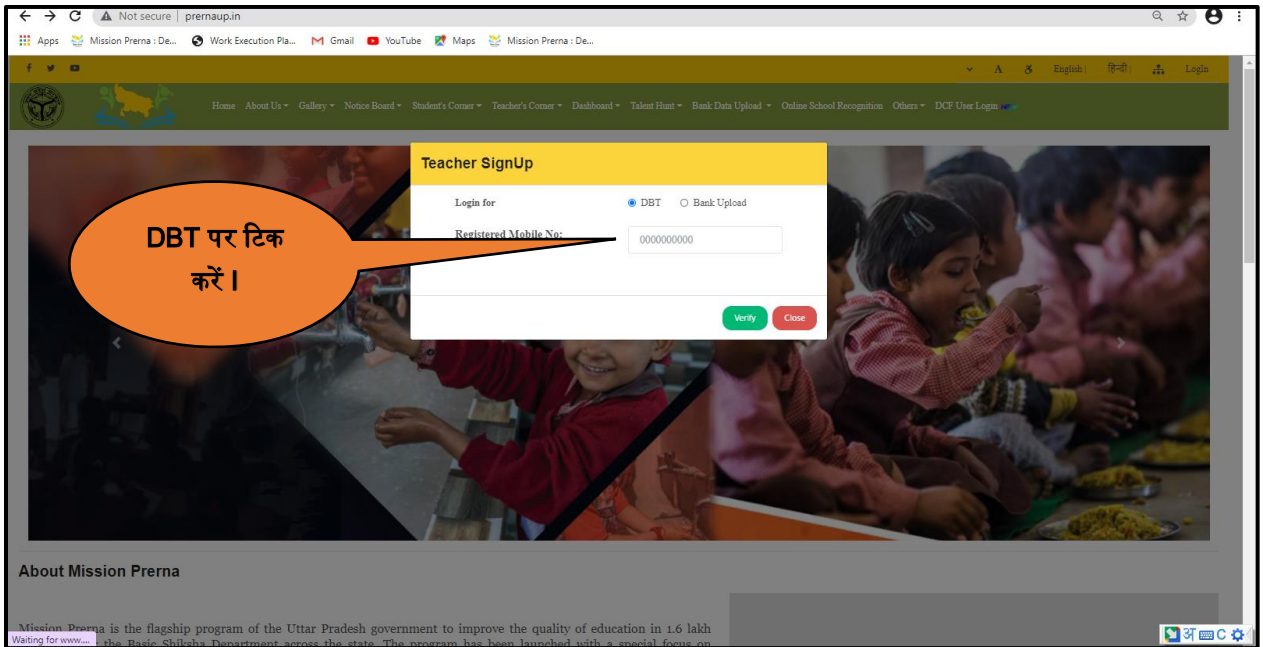 Not secure | prernaup.in
Apps Mission Prerna : De... Work Execution Pla... Gmail YouTube Maps Mission Prerna : De...
A English | हिन्दी | Login
Home About Us Gallery Notice Board Student's Corner Teacher's Corner Dashboard Talent Hunt Bank Data Upload Online School Recognition Others DCF User Login
Teacher SignUp
Login for DBT Bank Upload
Registered Mobile No: 0000000000
DBT पर टिक
करें।
Verify Close
About Mission Prerna
Mission Prerna is the flagship program of the Uttar Pradesh government to improve the quality of education in 1.6 lakh
Waiting for www.... the Basic Shiksha Department across the state. The program has been launched with a special focus on
अ C